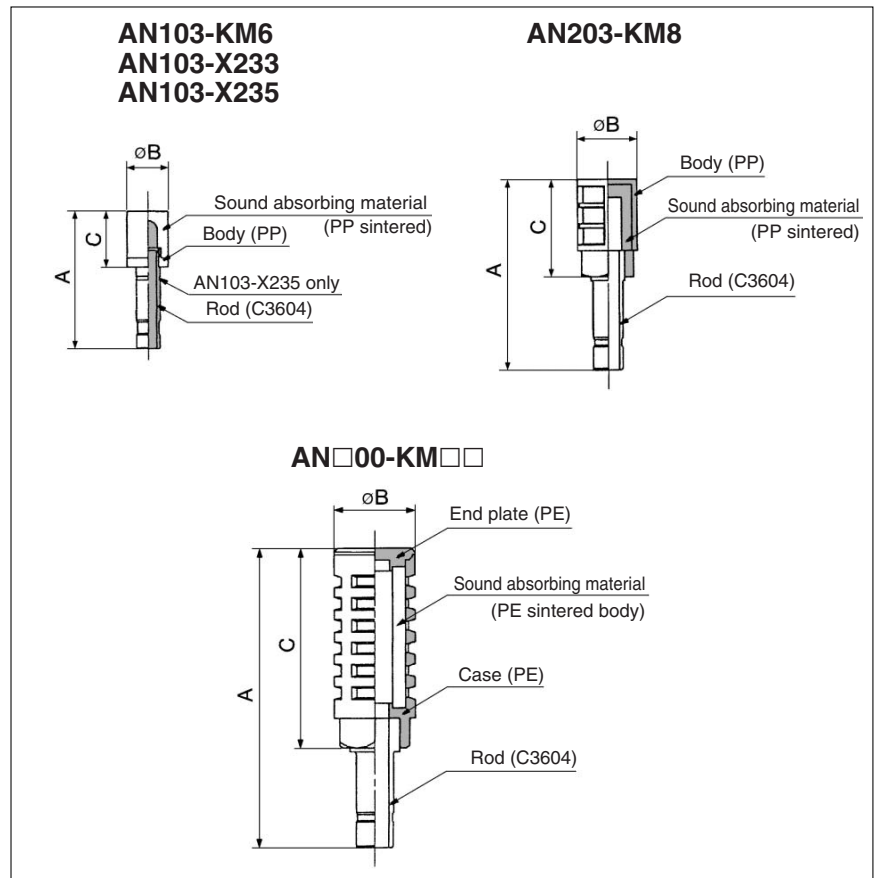 AN103-KM6
AN103-X233
AN103-X235
øB
A
C
Sound absorbing material
(PP sintered)
Body (PP)
AN103-X235 only
Rod (C3604)
AN203-KM8
øB
A
C
Body (PP)
Sound absorbing material
(PP sintered)
Rod (C3604)
AN□00-KM□□
øB
A
C
End plate (PE)
Sound absorbing material
(PE sintered body)
Case (PE)
Rod (C3604)